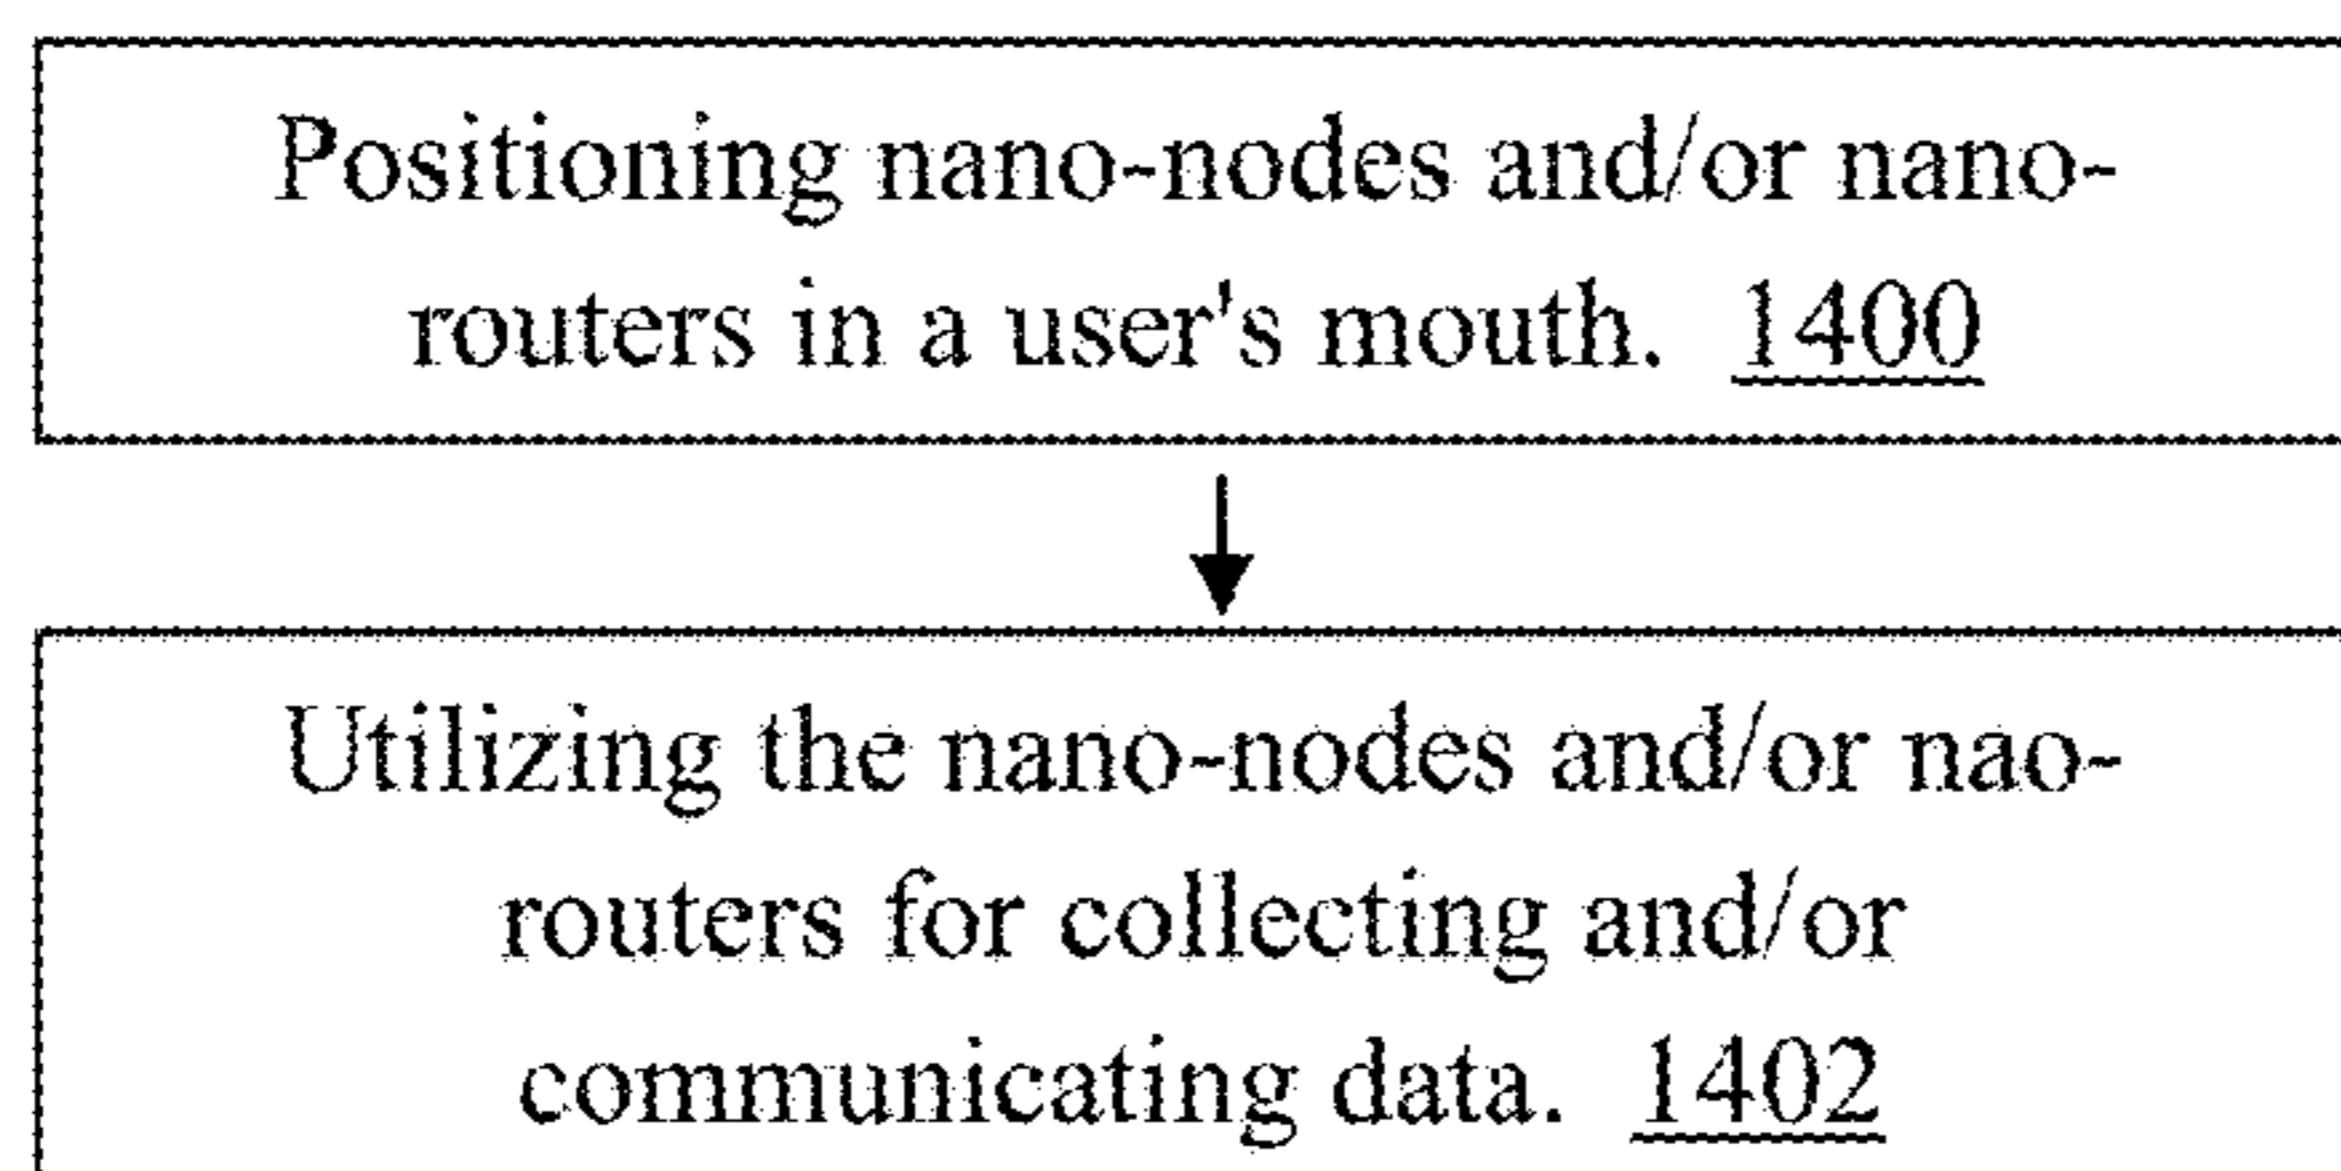 Positioning nano-nodes and/or nano-
routers in a user's mouth. 1400
Utilizing the nano-nodes and/or nao-
routers for collecting and/or
communicating data. 1402